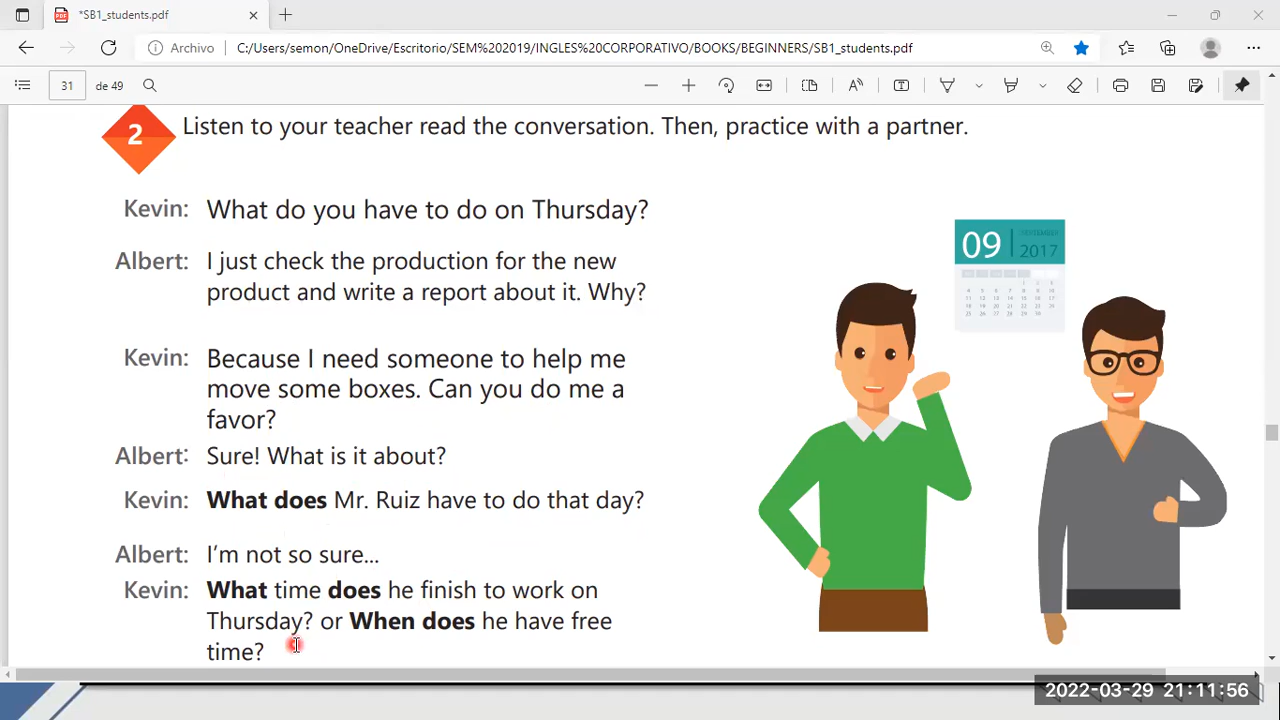 *SB1_students.pdf
Archivo C:/Users/semon/OneDrive/Escritorio/SEM%202019/INGLES%20CORPORATIVO/BOOKS/BEGINNERS/SB1_students.pdf
31 de 49
2 Listen to your teacher read the conversation. Then, practice with a partner.
Kevin: What do you have to do on Thursday?
Albert: I just check the production for the new
product and write a report about it. Why?
Kevin: Because I need someone to help me
move some boxes. Can you do me a
favor?
Albert: Sure! What is it about?
Kevin: What does Mr. Ruiz have to do that day?
Albert: I'm not so sure...
Kevin: What time does he finish to work on
Thursday? or When does he have free
time?
09 SEPTEMBER
2017
2022-03-29 21:11:56